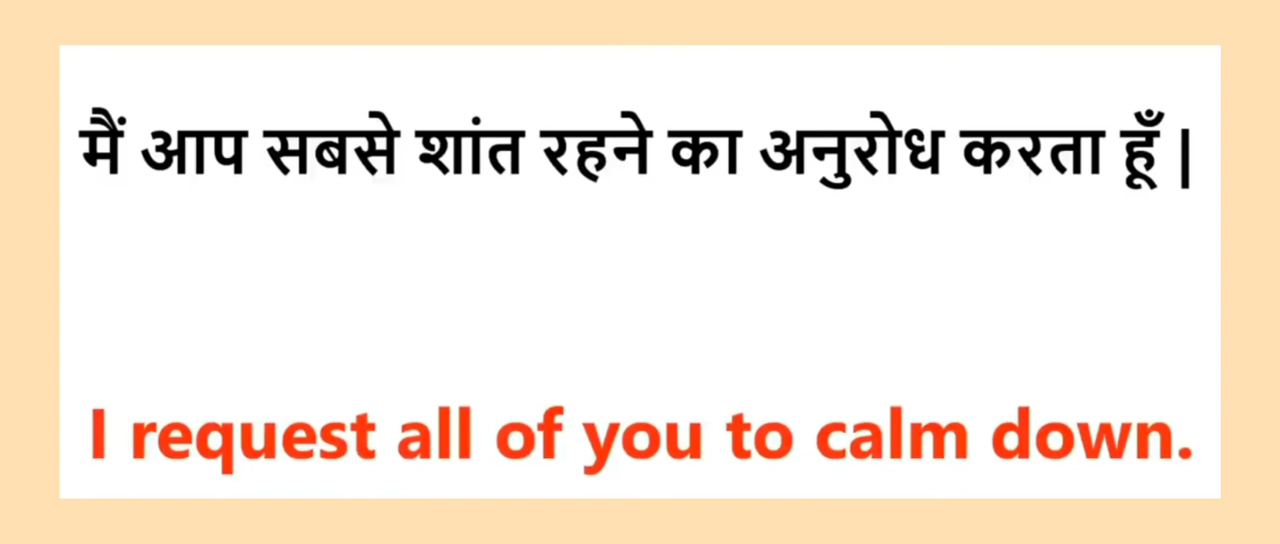 मैं आप सबसे शांत रहने का अनुरोध करता हूँ |
I request all of you to calm down.